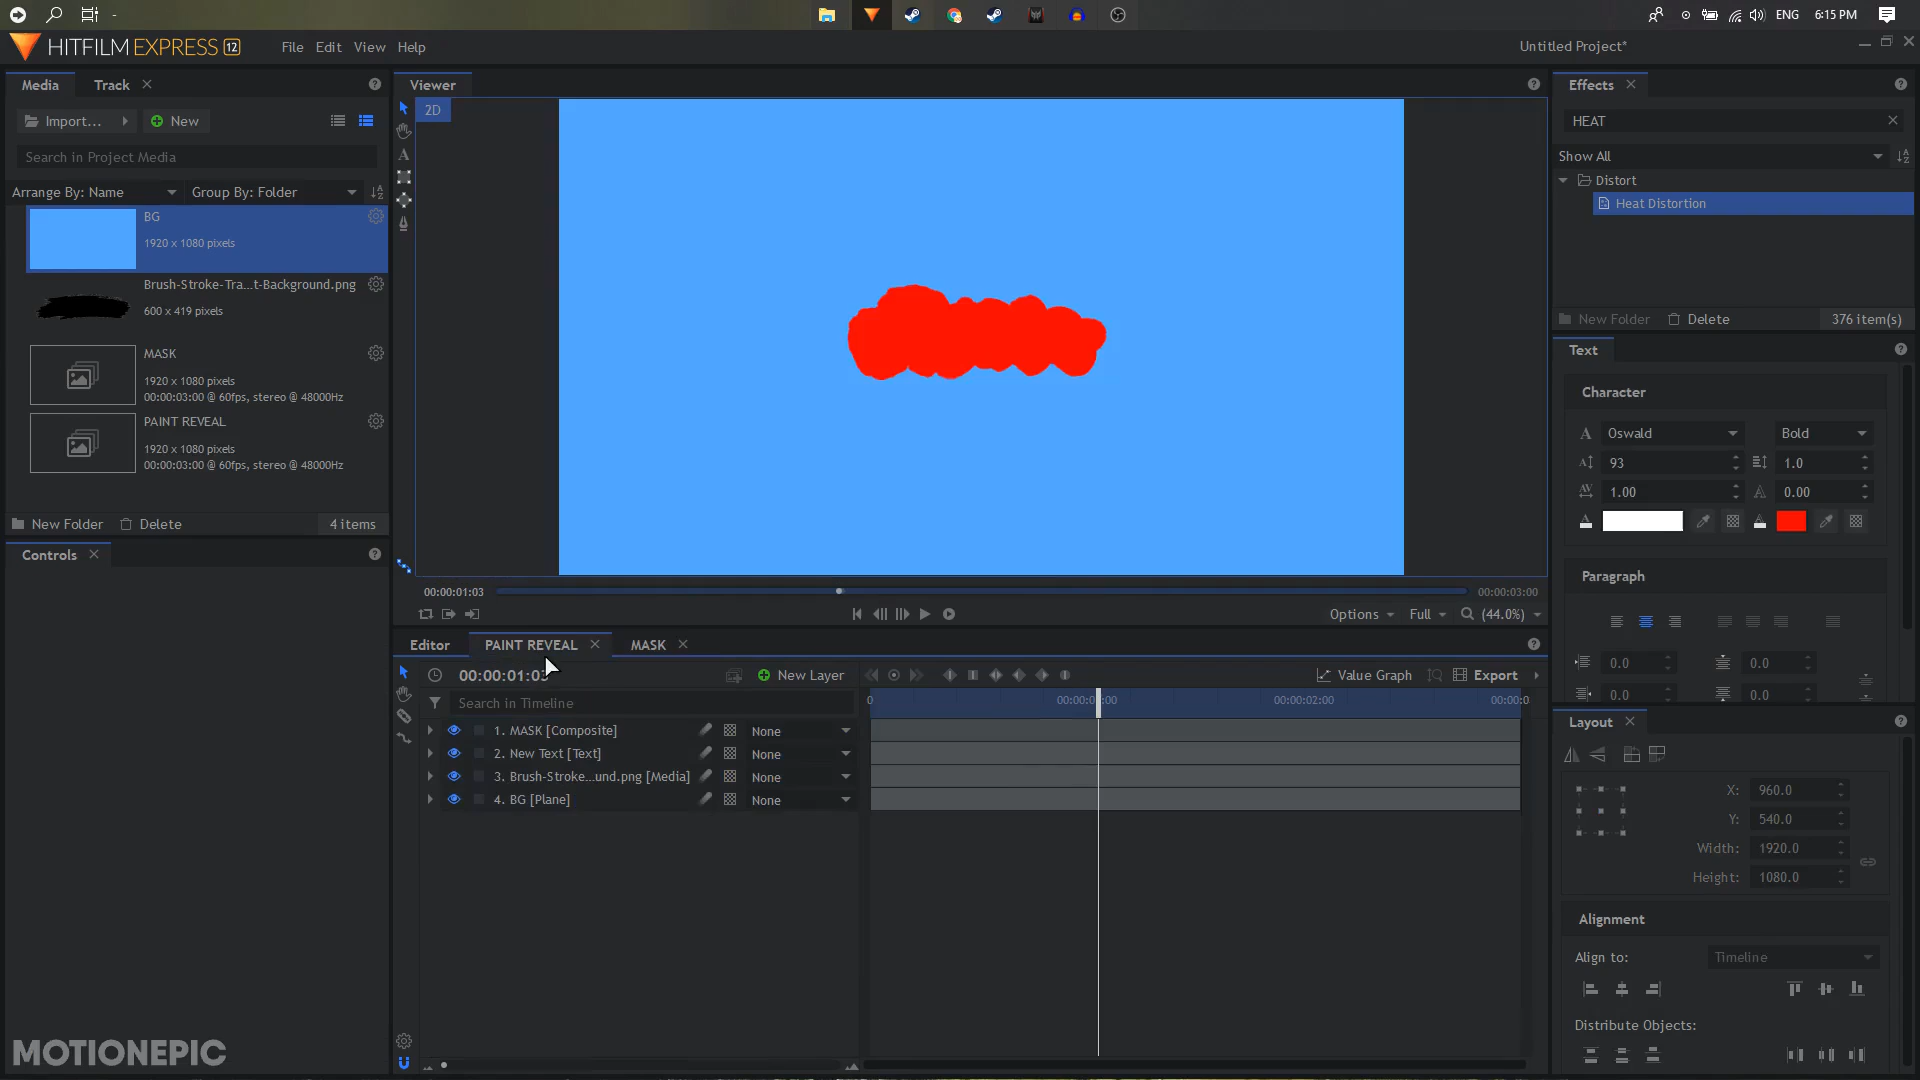 ENG
6:15 PM
HITFILM EXPRESS 12
File Edit View Help
Untitled Project*
Media
Track
Import...
New
Search in Project Media
Arrange By: Name
Group By: Folder
BG
1920 x 1080 pixels
Brush-Stroke-Tra...t-Background.png
600 x 419 pixels
MASK
1920 x 1080 pixels
00:00:03:00 @ 60fps, stereo @ 48000Hz
PAINT REVEAL
1920 x 1080 pixels
00:00:03:00 @ 60fps, stereo @ 48000Hz
New Folder
Delete
4 items
Controls
MOTIONEPIC
Viewer
2D
00:00:01:03
00:00:03:00
Options
Full
(44.0%)
Editor
PAINT REVEAL
MASK
00:00:01:03
New Layer
Value Graph
Export
Search in Timeline
0
00:00:02:00
1. MASK [Composite]
None
2. New Text [Text]
None
3. Brush-Stroke...und.png [Media]
None
4. BG [Plane]
None
Effects
HEAT
Show All
Distort
Heat Distortion
New Folder
Delete
376 item(s)
Text
Character
Oswald
Bold
93
1.0
1.00
0.00
Paragraph
0.0
0.0
0.0
0.0
Layout
X: 960.0
Y: 540.0
Width: 1920.0
Height: 1080.0
Alignment
Align to:
Timeline
Distribute Objects: